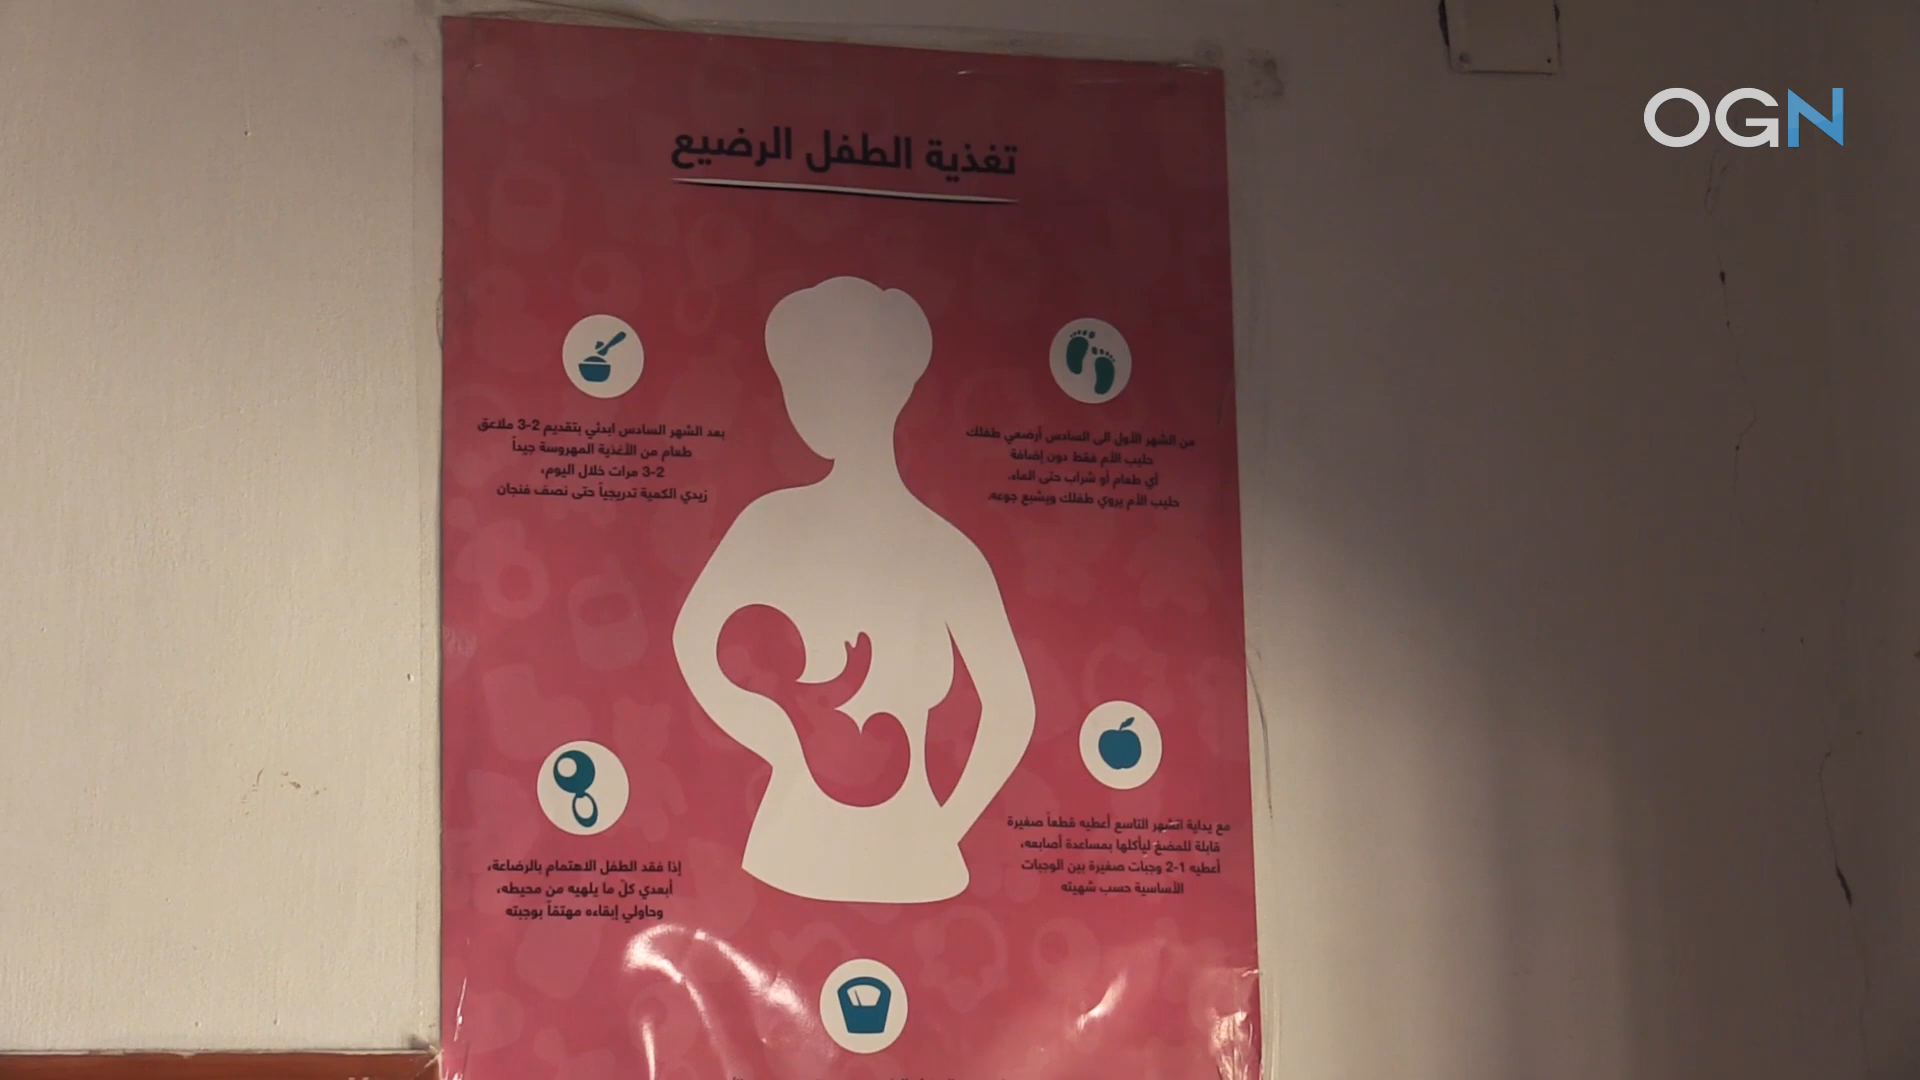 OGN
تغذية الطفل الرضيع
من الشهر الأول الى السادس أرضعي طفلك
حليب الأم فقط دون إضافة
أي طعام أو شراب حتى الماء.
حليب الأم يروي طفلك ويشبع جوعه.
بعد الشهر السادس ابدئي بتقديم 2-3 ملاعق
طعام من الأغذية المهروسة جيداً
2-3 مرات خلال اليوم،
زيدي الكمية تدريجياً حتى نصف فنجان
مع بداية الشهر التاسع أعطيه قطعاً صغيرة
قابلة للمضغ ليأكلها بمساعدة أصابعه،
أعطيه 1-2 وجبات صغيرة بين الوجبات
الأساسية حسب شهيته
إذا فقد الطفل الاهتمام بالرضاعة،
أبعدي كلّ ما يلهيه من محيطه،
وحاولي إبقاءه مهتمّاً بوجبته